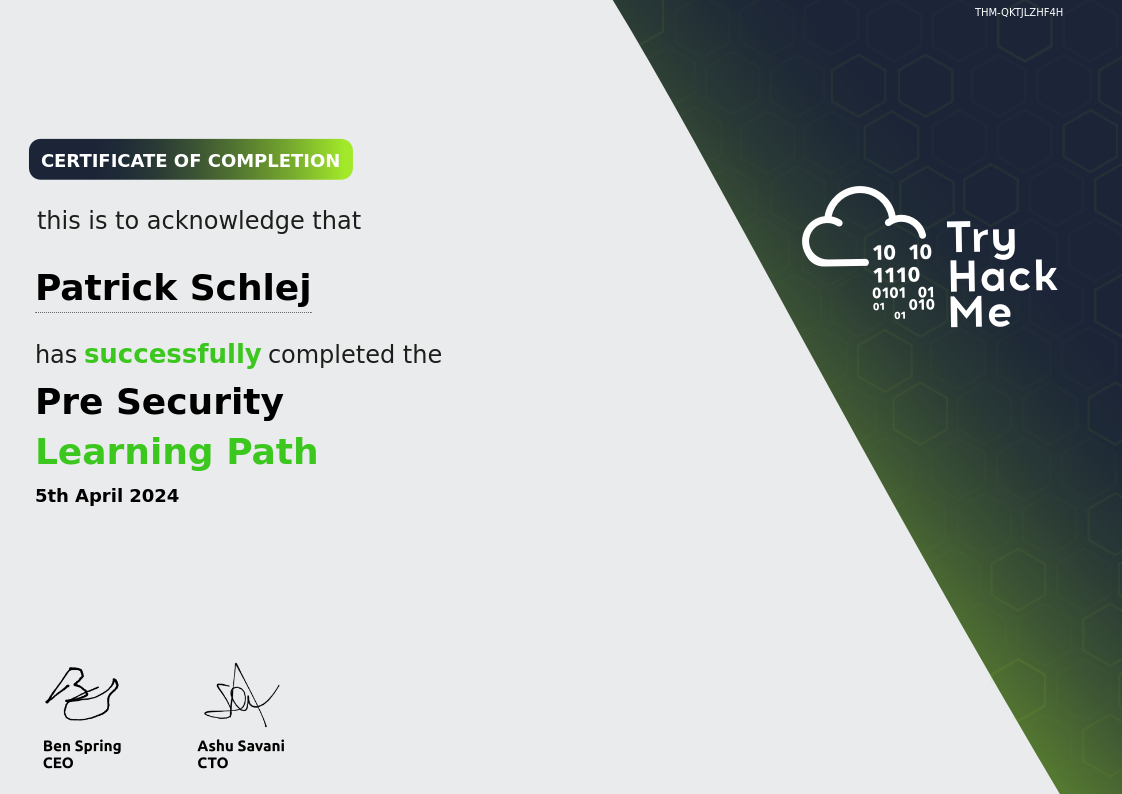 THM-QKTJLZHF4H
CERTIFICATE OF COMPLETION
this is to acknowledge that
Patrick Schlej
has successfully completed the
Pre Security
Learning Path
5th April 2024
10 10
1110
0101 01
01 010
01
Try
Hack
Me
Ben Spring
CEO
Ashu Savani
CTO